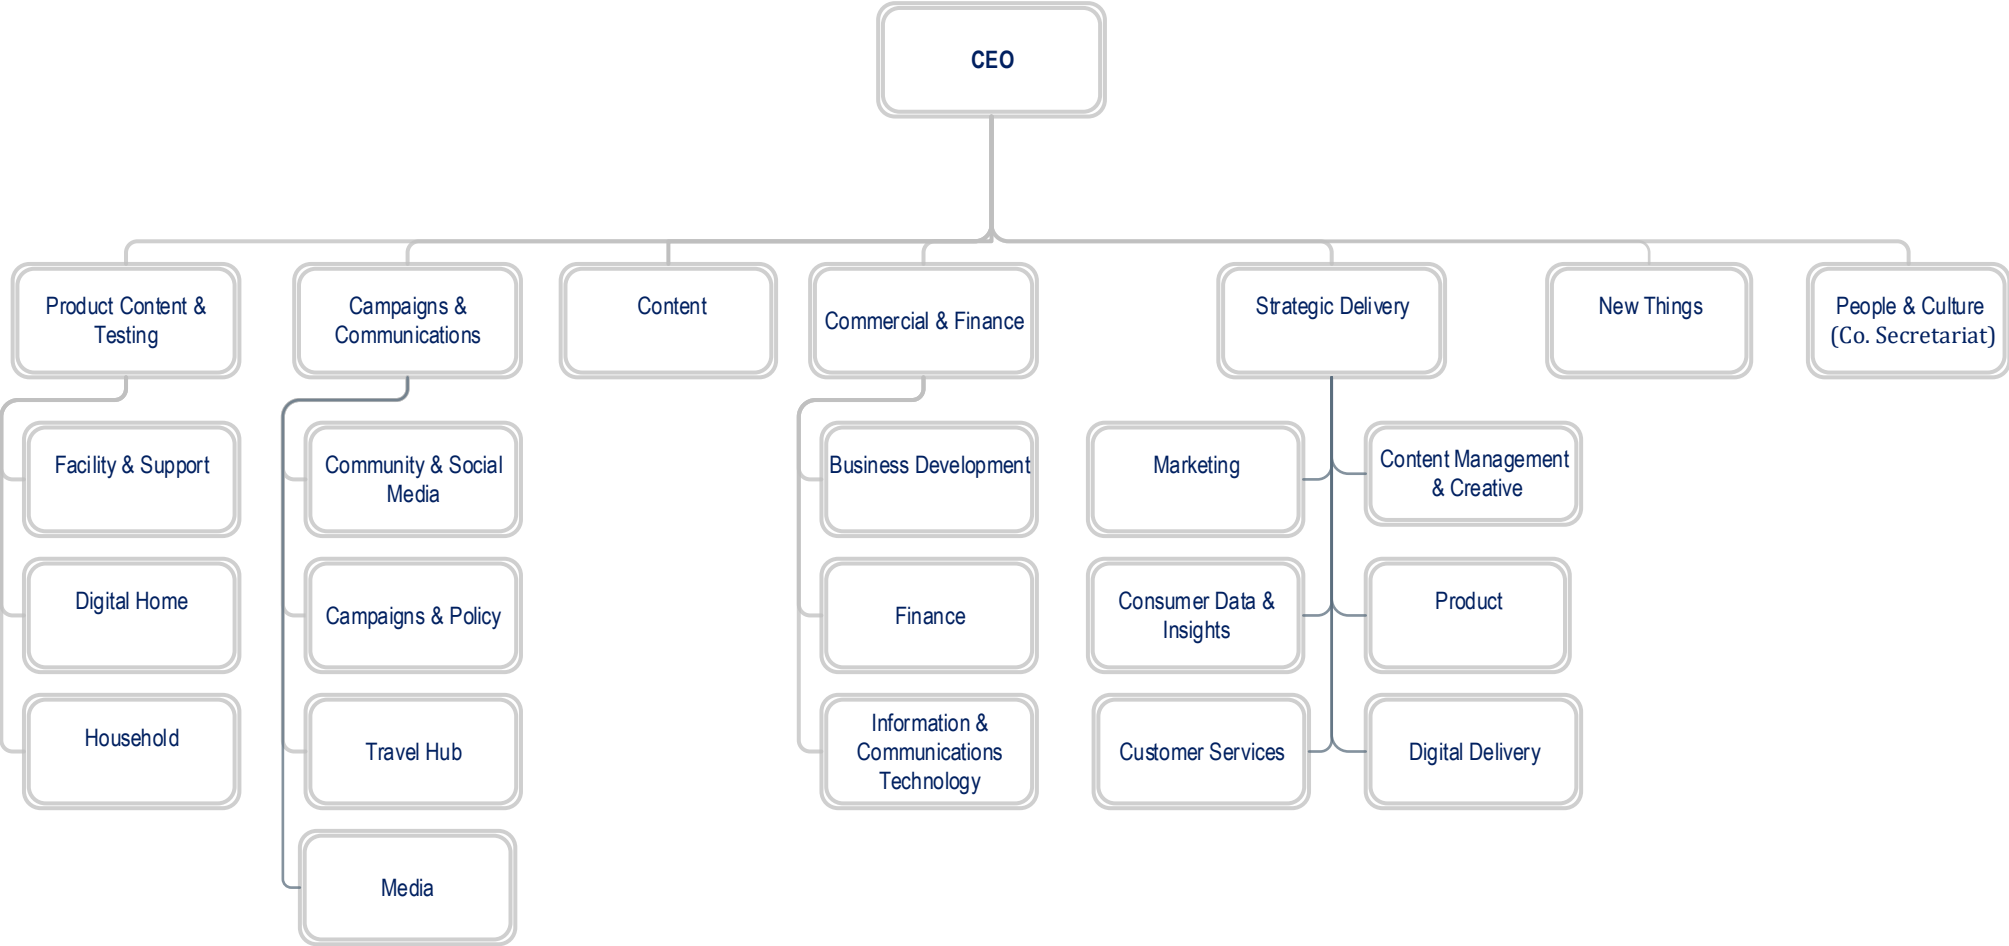 CEO
Product Content &
Testing
Campaigns &
Communications
Content
Commercial & Finance
Strategic Delivery
New Things
People & Culture
(Co. Secretariat)
Facility & Support
Community & Social
Media
Business Development
Marketing
Content Management
& Creative
Digital Home
Campaigns & Policy
Finance
Consumer Data &
Insights
Product
Household
Travel Hub
Information &
Communications
Technology
Customer Services
Digital Delivery
Media